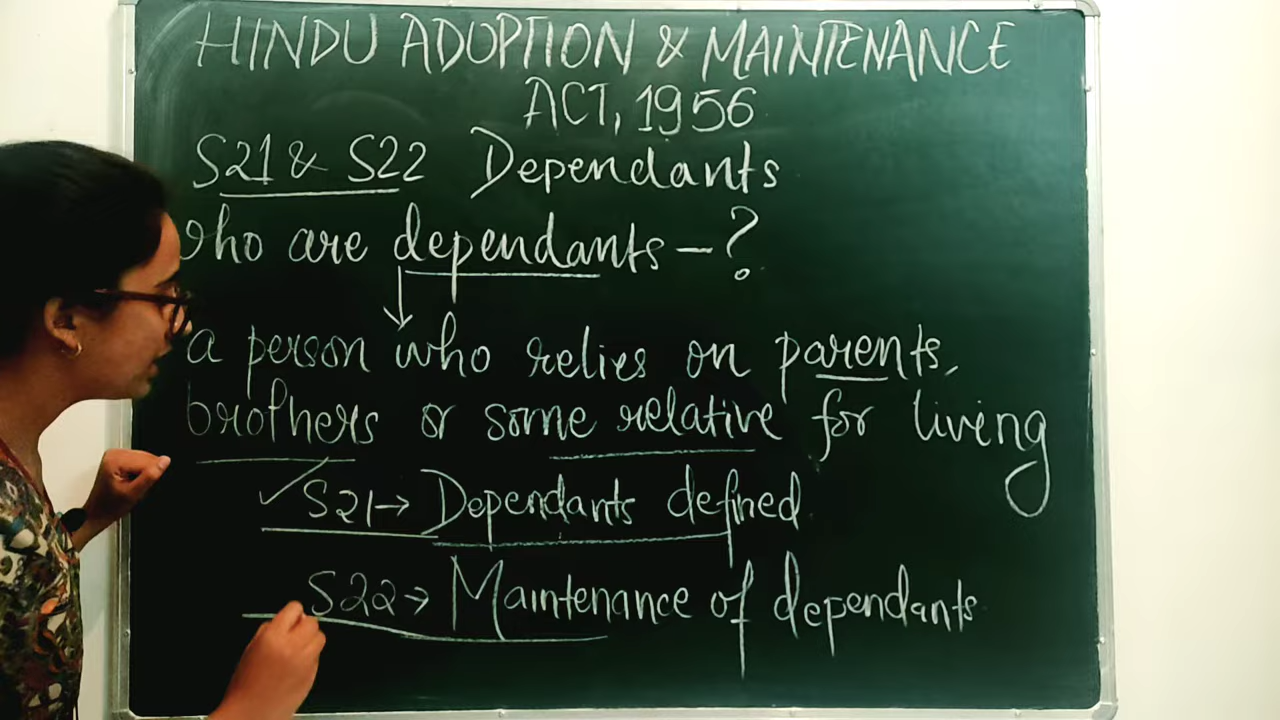 HINDU ADOPTION & MAINTENANCE
ACT, 1956
S21 & S22 Dependants
who are dependants - ?
a person who relies on parents,
brothers or some relative for living
✓ S21 → Dependants defined
S22 → Maintenance of dependants